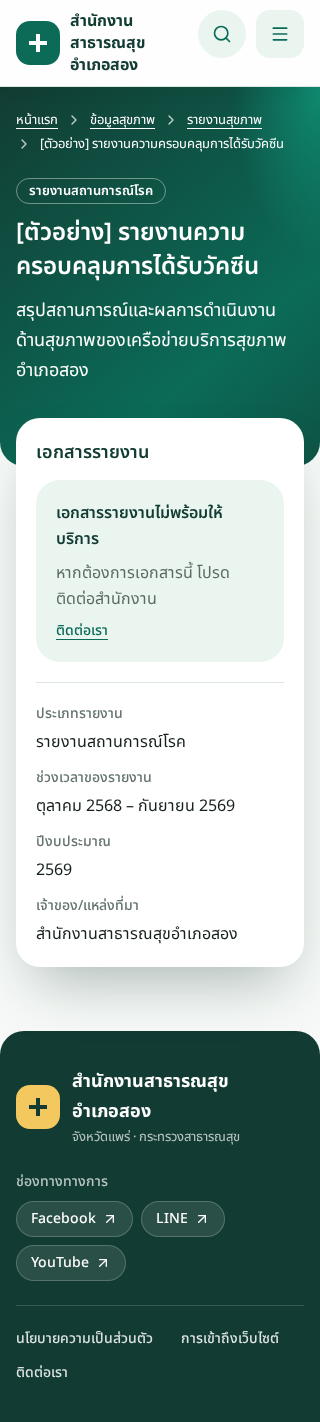 สำนักงาน
สาธารณสุข
อำเภอสอง
หน้าแรก ข้อมูลสุขภาพ รายงานสุขภาพ
[ตัวอย่าง] รายงานความครอบคลุมการได้รับวัคซีน
รายงานสถานการณ์โรค
[ตัวอย่าง] รายงานความ
ครอบคลุมการได้รับวัคซีน
สรุปสถานการณ์และผลการดำเนินงาน
ด้านสุขภาพของเครือข่ายบริการสุขภาพ
อำเภอสอง
เอกสารรายงาน
เอกสารรายงานไม่พร้อมให้
บริการ
หากต้องการเอกสารนี้ โปรด
ติดต่อสำนักงาน
ติดต่อเรา
ประเภทรายงาน
รายงานสถานการณ์โรค
ช่วงเวลาของรายงาน
ตุลาคม 2568 – กันยายน 2569
ปีงบประมาณ
2569
เจ้าของ/แหล่งที่มา
สำนักงานสาธารณสุขอำเภอสอง
สำนักงานสาธารณสุข
อำเภอสอง
จังหวัดแพร่ · กระทรวงสาธารณสุข
ช่องทางทางการ
Facebook LINE
YouTube
นโยบายความเป็นส่วนตัว การเข้าถึงเว็บไซต์
ติดต่อเรา